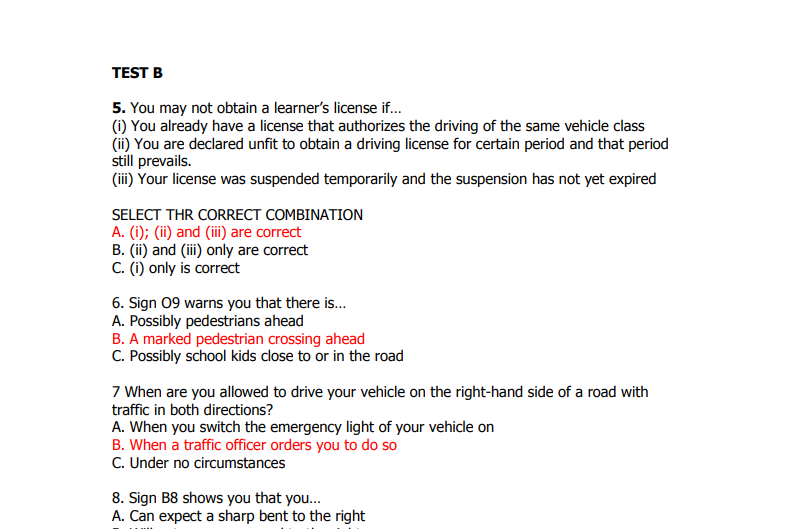 TEST B
5. You may not obtain a learner’s license if…
(i) You already have a license that authorizes the driving of the same vehicle class
(ii) You are declared unfit to obtain a driving license for certain period and that period
still prevails.
(iii) Your license was suspended temporarily and the suspension has not yet expired
SELECT THR CORRECT COMBINATION
A. (i); (ii) and (iii) are correct
B. (ii) and (iii) only are correct
C. (i) only is correct
6. Sign O9 warns you that there is…
A. Possibly pedestrians ahead
B. A marked pedestrian crossing ahead
C. Possibly school kids close to or in the road
7 When are you allowed to drive your vehicle on the right-hand side of a road with
traffic in both directions?
A. When you switch the emergency light of your vehicle on
B. When a traffic officer orders you to do so
C. Under no circumstances
8. Sign B8 shows you that you…
A. Can expect a sharp bent to the right